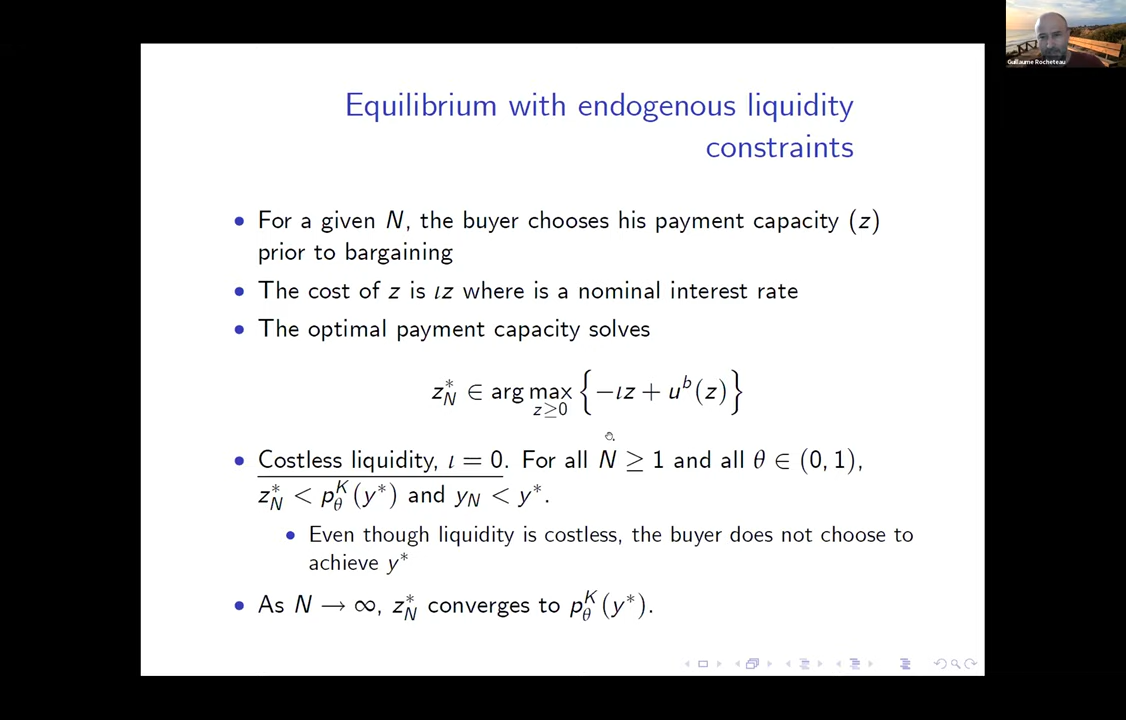 Guillaume Rocheteau
Equilibrium with endogenous liquidity
constraints
• For a given N, the buyer chooses his payment capacity (z)
prior to bargaining
• The cost of z is ιz where is a nominal interest rate
• The optimal payment capacity solves
z*_N ∈ arg max_{z≥0} {−ιz + u^b(z)}
• Costless liquidity, ι = 0. For all N ≥ 1 and all θ ∈ (0, 1),
z*_N < p^K_θ(y*) and y_N < y*.
• Even though liquidity is costless, the buyer does not choose to
achieve y*
• As N → ∞, z*_N converges to p^K_θ(y*).